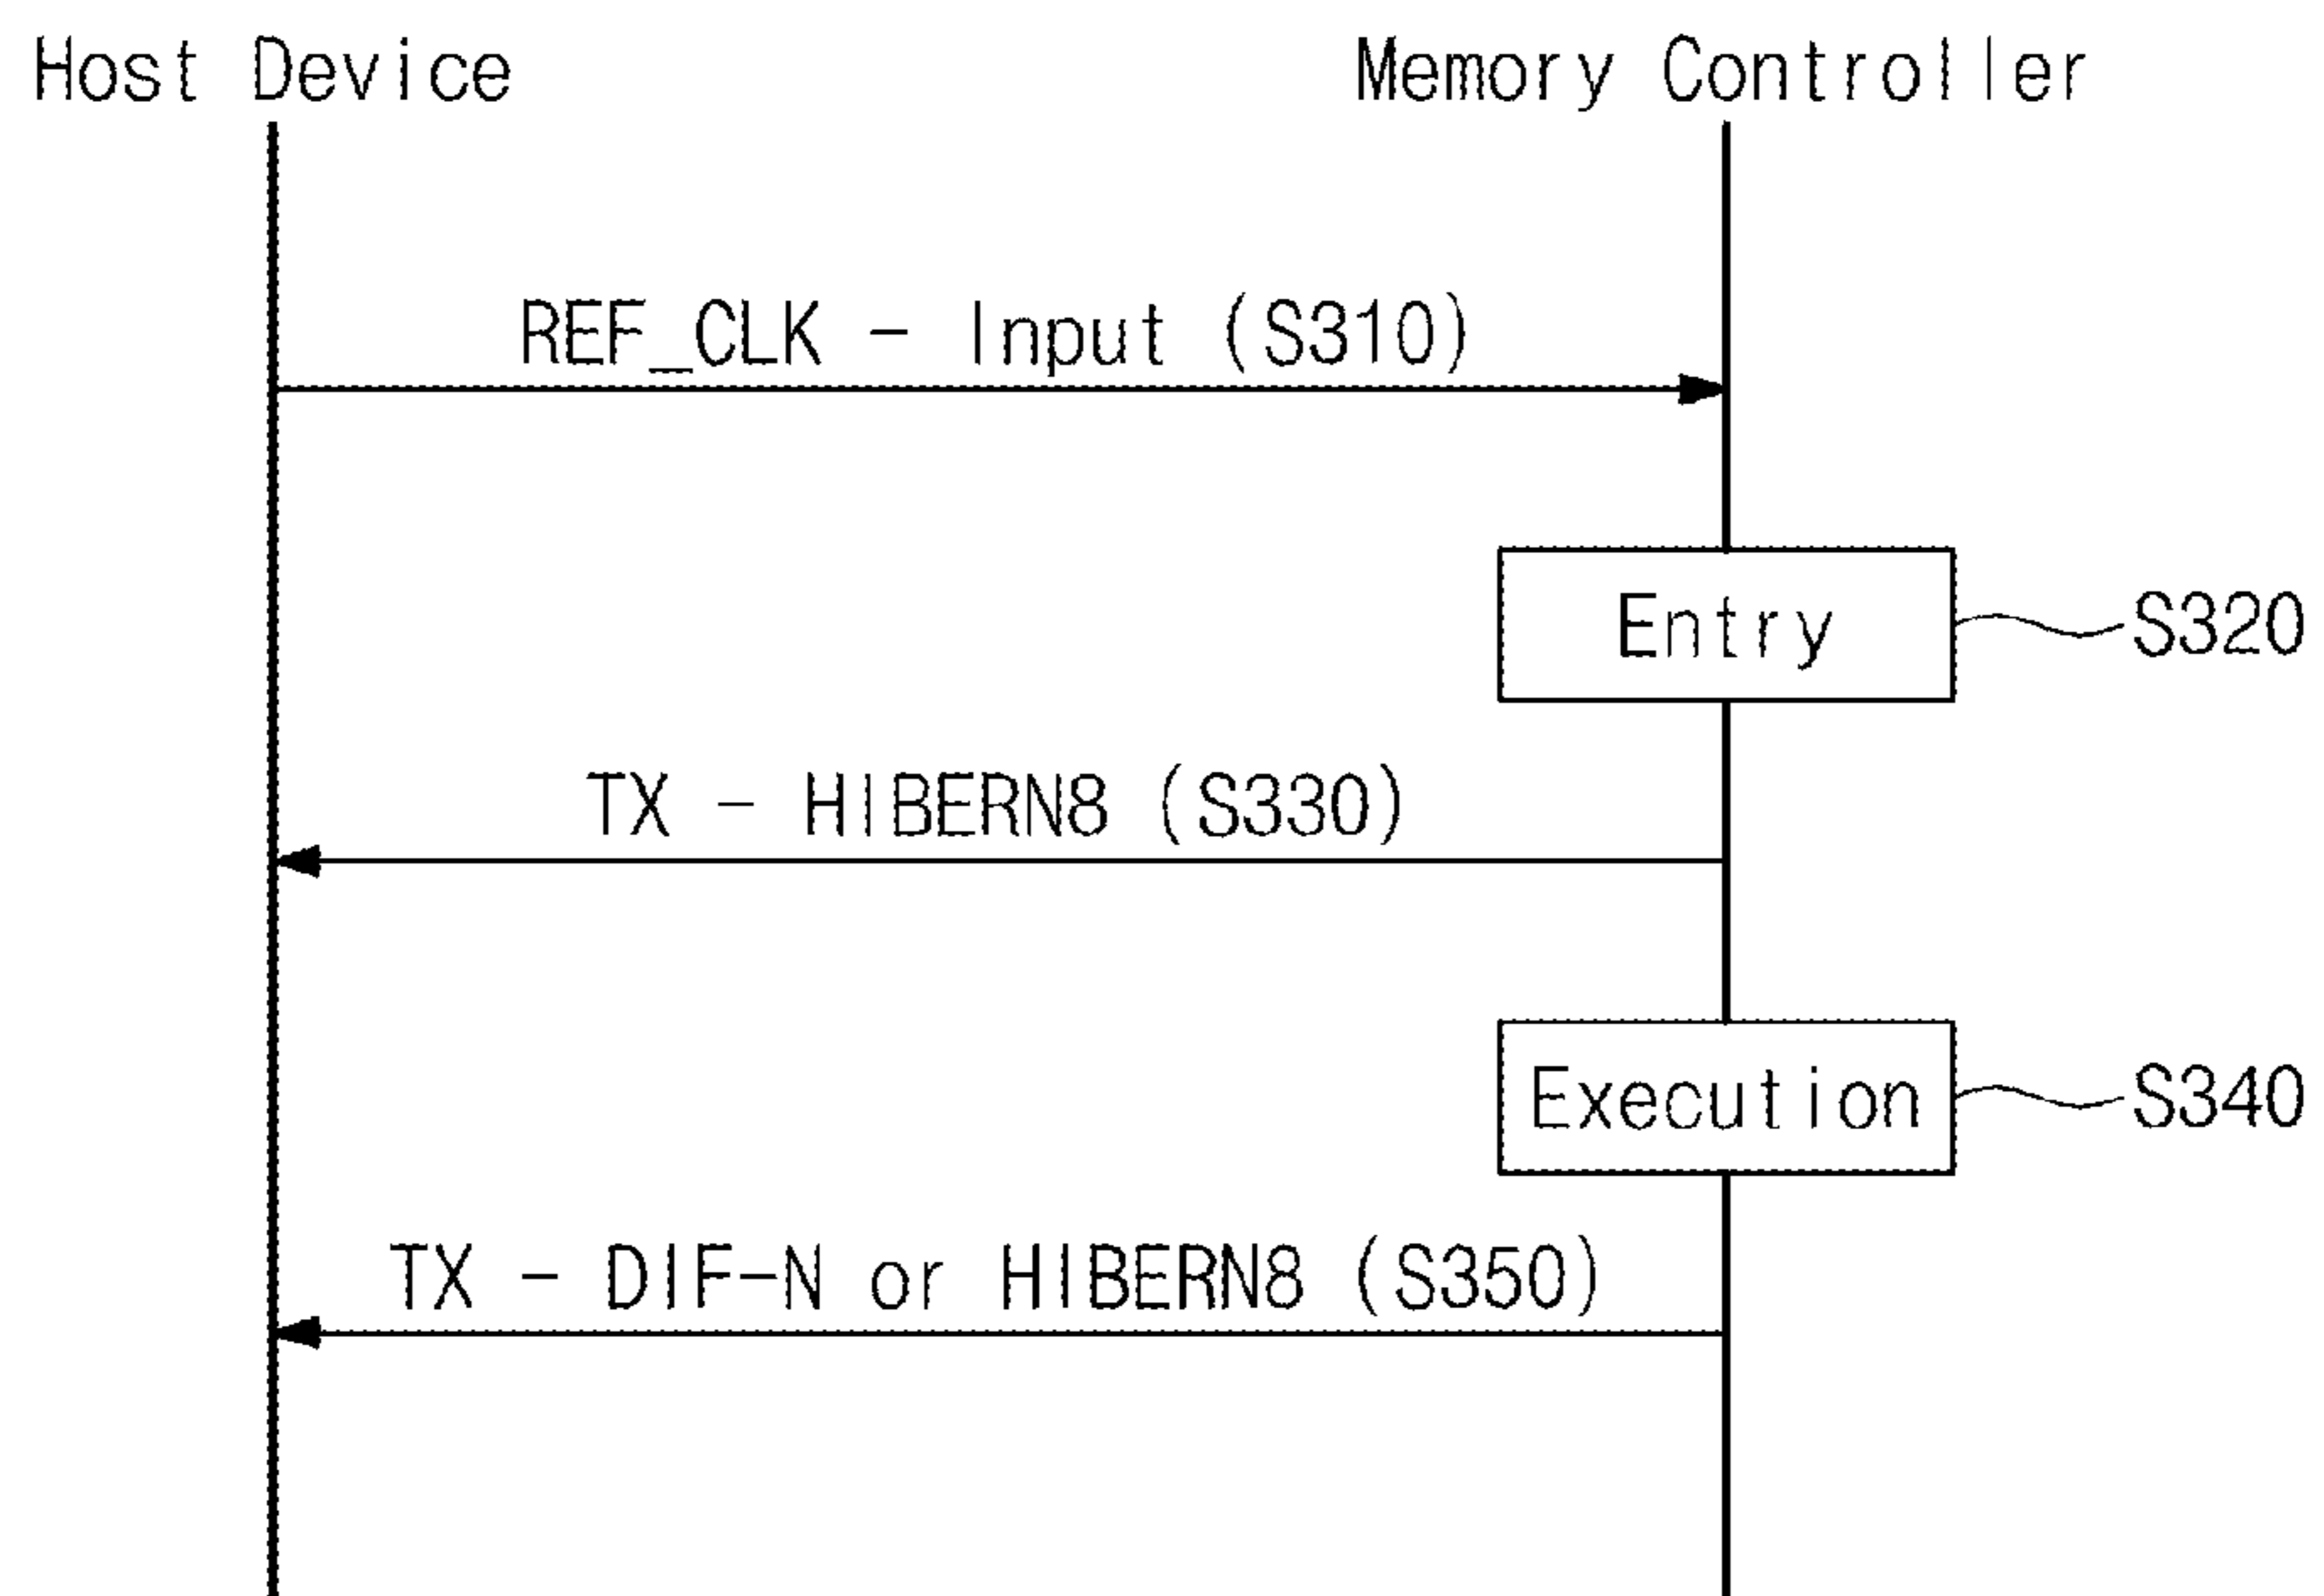 Host Device
Memory Controller
REF_CLK - Input (S310)
Entry
S320
TX - HIBERN8 (S330)
Execution
S340
TX - DIF-N or HIBERN8 (S350)